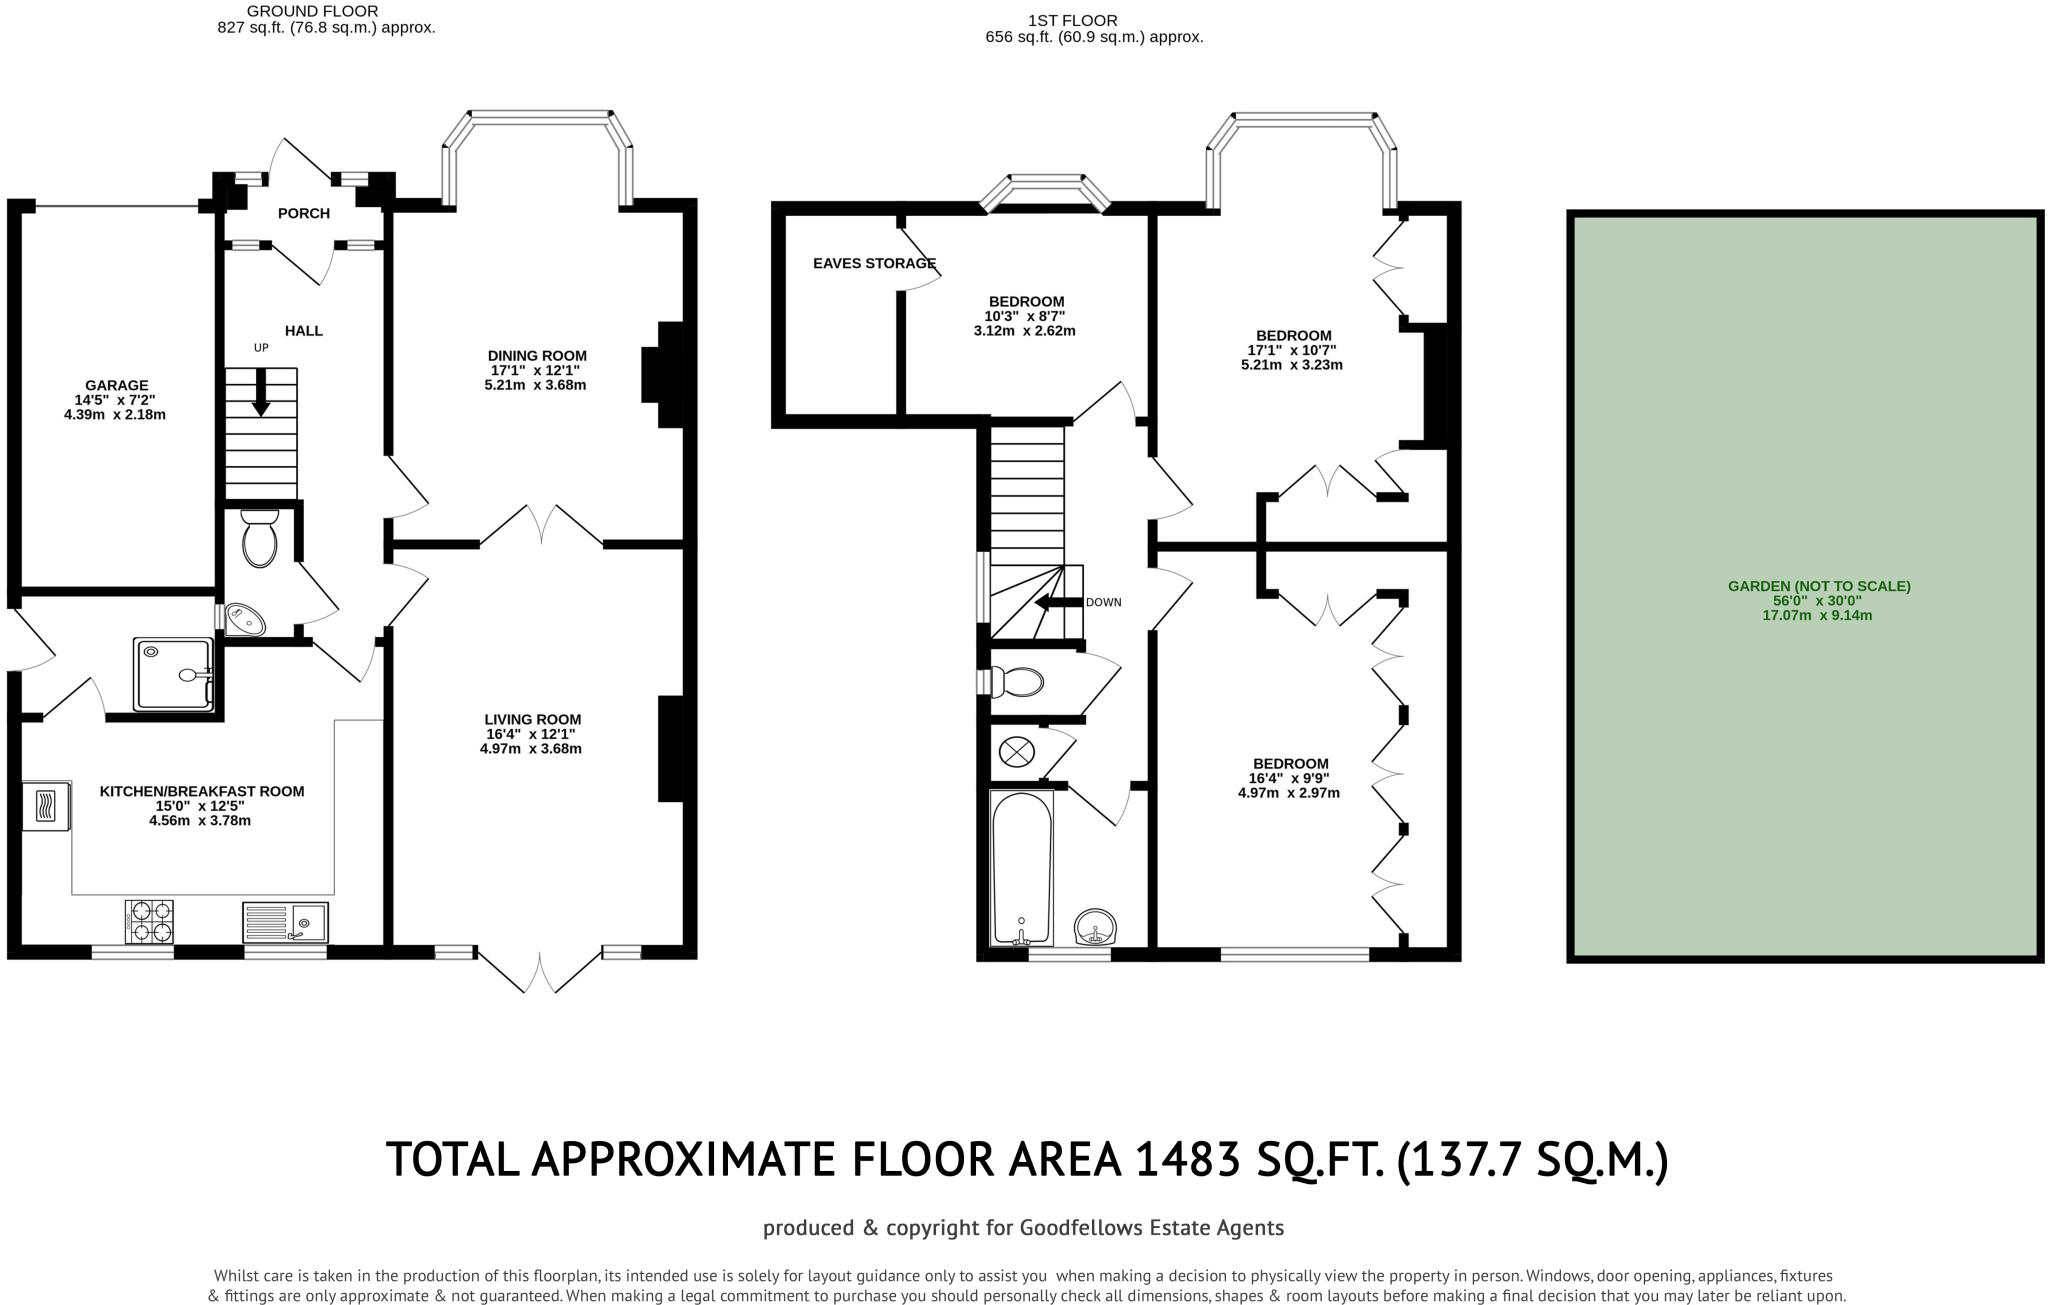 GROUND FLOOR
827 sq.ft. (76.8 sq.m.) approx.
1ST FLOOR
656 sq.ft. (60.9 sq.m.) approx.
PORCH
HALL
UP
GARAGE
14'5" x 7'2"
4.39m x 2.18m
DINING ROOM
17'1" x 12'1"
5.21m x 3.68m
LIVING ROOM
16'4" x 12'1"
4.97m x 3.68m
KITCHEN/BREAKFAST ROOM
15'0" x 12'5"
4.56m x 3.78m
EAVES STORAGE
BEDROOM
10'3" x 8'7"
3.12m x 2.62m
BEDROOM
17'1" x 10'7"
5.21m x 3.23m
DOWN
BEDROOM
16'4" x 9'9"
4.97m x 2.97m
GARDEN (NOT TO SCALE)
56'0" x 30'0"
17.07m x 9.14m
TOTAL APPROXIMATE FLOOR AREA 1483 SQ.FT. (137.7 SQ.M.)
produced & copyright for Goodfellows Estate Agents
Whilst care is taken in the production of this floorplan, its intended use is solely for layout guidance only to assist you when making a decision to physically view the property in person. Windows, door opening, appliances, fixtures
& fittings are only approximate & not guaranteed. When making a legal commitment to purchase you should personally check all dimensions, shapes & room layouts before making a final decision that you may later be reliant upon.